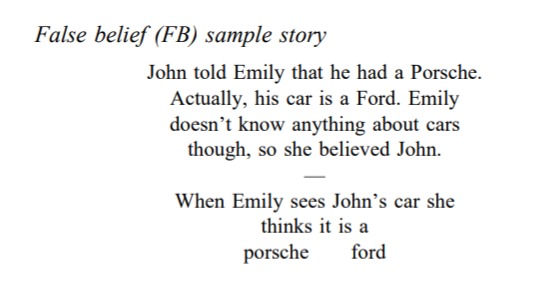 False belief (FB) sample story
John told Emily that he had a Porsche.
Actually, his car is a Ford. Emily
doesn’t know anything about cars
though, so she believed John.
—
When Emily sees John’s car she
thinks it is a
porsche ford